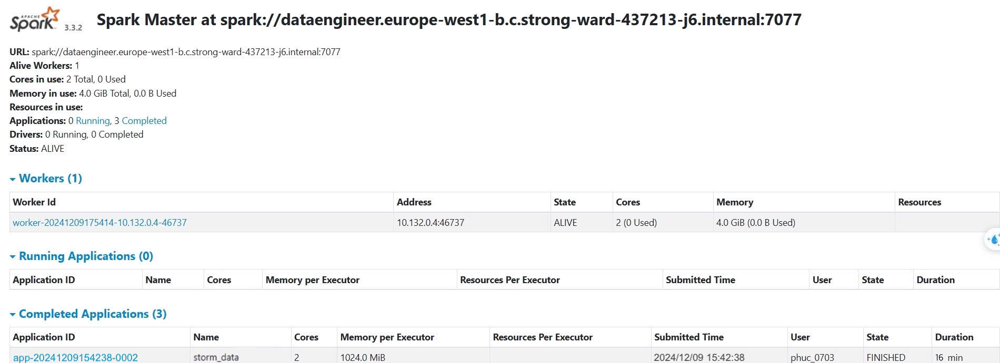 APACHE Spark 3.3.2 Spark Master at spark://dataengineer.europe-west1-b.c.strong-ward-437213-j6.internal:7077
URL: spark://dataengineer.europe-west1-b.c.strong-ward-437213-j6.internal:7077
Alive Workers: 1
Cores in use: 2 Total, 0 Used
Memory in use: 4.0 GiB Total, 0.0 B Used
Resources in use:
Applications: 0 Running, 3 Completed
Drivers: 0 Running, 0 Completed
Status: ALIVE
Workers (1)
Worker Id Address State Cores Memory Resources
worker-20241209175414-10.132.0.4-46737 10.132.0.4:46737 ALIVE 2 (0 Used) 4.0 GiB (0.0 B Used)
Running Applications (0)
Application ID Name Cores Memory per Executor Resources Per Executor Submitted Time User State Duration
Completed Applications (3)
Application ID Name Cores Memory per Executor Resources Per Executor Submitted Time User State Duration
app-20241209154238-0002 storm_data 2 1024.0 MiB 2024/12/09 15:42:38 phuc_0703 FINISHED 16 min